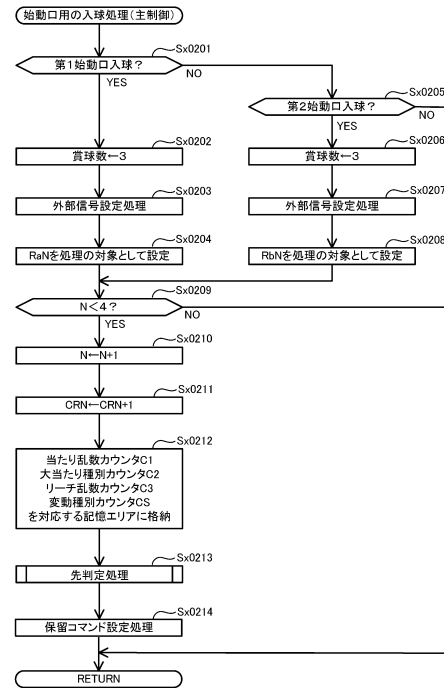 始動口用の入球処理(主制御)
Sx0201
第1始動口入球?
NO
YES
Sx0205
第2始動口入球?
NO
YES
Sx0202
賞球数←3
Sx0206
賞球数←3
Sx0203
外部信号設定処理
Sx0207
外部信号設定処理
Sx0204
RaNを処理の対象として設定
Sx0208
RbNを処理の対象として設定
Sx0209
N<4?
NO
YES
Sx0210
N←N+1
Sx0211
CRN←CRN+1
Sx0212
当たり乱数カウンタC1
大当たり種別カウンタC2
リーチ乱数カウンタC3
変動種別カウンタCS
を対応する記憶エリアに格納
Sx0213
先判定処理
Sx0214
保留コマンド設定処理
RETURN